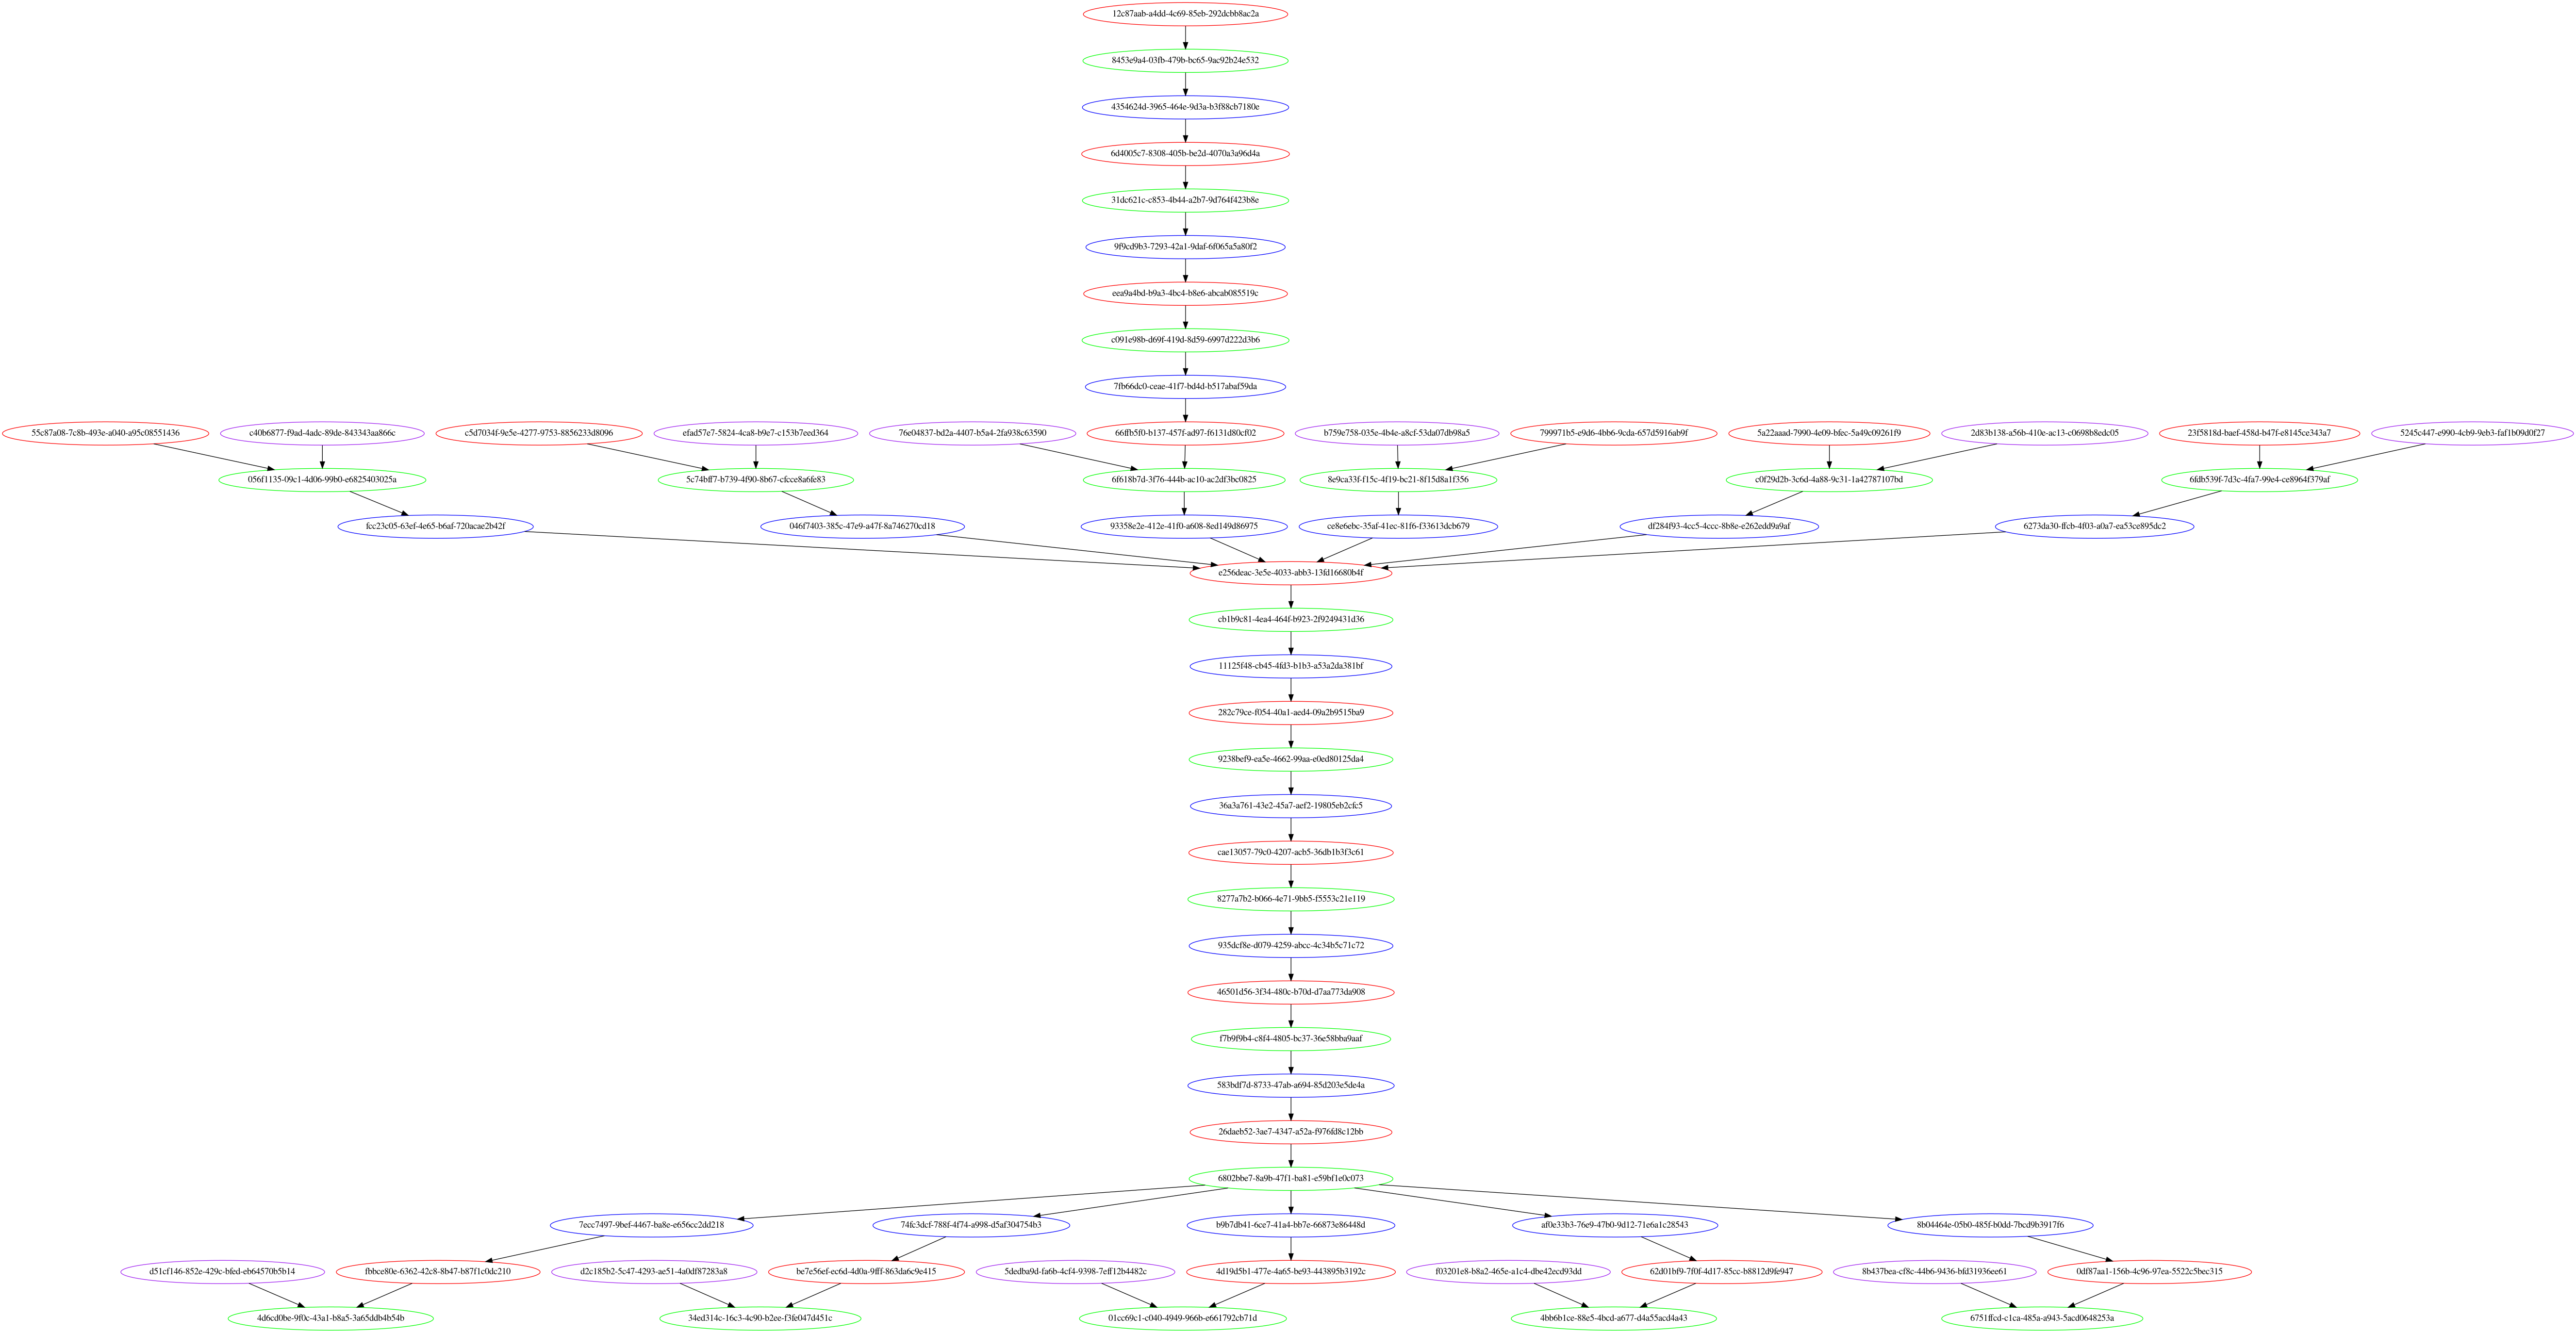 12c87aab-a4dd-4c69-85eb-292dcbb8ac2a
8453e9a4-03fb-479b-bc65-9ac92b24e532
4354624d-3965-464e-9d3a-b3f88cb7180e
6d4005c7-8308-405b-be2d-4070a3a96d4a
31dc621c-c853-4b44-a2b7-9d764f423b8e
9f9cd9b3-7293-42a1-9daf-6f065a5a80f2
eea9a4bd-b9a3-4bc4-b8e6-abcab085519c
c091e98b-d69f-419d-8d59-6997d222d3b6
7fb66dc0-ceae-41f7-bd4d-b517abaf59da
55c87a08-7c8b-493e-a040-a95c08551436
c40b6877-f9ad-4adc-89de-843343aa866c
c5d7034f-9e5e-4277-9753-8856233d8096
efad57e7-5824-4ca8-b9e7-c153b7eed364
76e04837-bd2a-4407-b5a4-2fa938c63590
66ffb5f0-b137-457f-ad97-f6131d80cf02
b759e758-035e-4b4e-a8cf-53da07db98a5
799971b5-e9d6-4bb6-9cda-657d5916ab9f
5a22aaad-7990-4e09-bfec-5a49c09261f9
2d83b138-a56b-410e-ac13-c0698b8edc05
23f5818d-baef-458d-b47f-e8145ce343a7
5245c447-e990-4cb9-9eb3-faf1b09d0f27
056f1135-09c1-4d06-99b0-e6825403025a
5c74bff7-b739-4f90-8b67-cfcce8a6fe83
6f618b7d-3f76-444b-ac10-ac2df3bc0825
8e9ca33f-f15c-4f19-bc21-8f15d8a1f356
c0f29d2b-3c6d-4a88-9c31-1a42787107bd
6fdb539f-7d3c-4fa7-99e4-ce8964f379af
fcc23c05-63ef-4e65-b6af-720acae2b42f
046f7403-385c-47e9-a47f-8a746270cd18
93358e2e-412e-41f0-a608-8ed149d86975
ce8e6ebc-35af-41ec-81f6-f33613dcb679
df284f93-4cc5-4ccc-8b8e-e262edd9a9af
6273da30-ffcb-4f03-a0a7-ea53ce895dc2
e256deac-3e5e-4033-abb3-13fd16680b4f
cb1b9c81-4ea4-464f-b923-2f9249431d36
11125f48-cb45-4fd3-b1b3-a53a2da381bf
282c79ce-f054-40a1-aed4-09a2b9515ba9
9238bef9-ea5e-4662-99aa-e0ed80125da4
36a3a761-43e2-45a7-aef2-19805eb2cfc5
cae13057-79c0-4207-acb5-36db1b3f3c61
8277a7b2-b066-4e71-9bb5-f5553c21e119
935dcf8e-d079-4259-abcc-4c34b5c71c72
46501d56-3f34-480c-b70d-d7aa773da908
f7b9f9b4-c8f4-4805-bc37-36e58bba9aaf
583bdf7d-8733-47ab-a694-85d203e5de4a
26daeb52-3ae7-4347-a52a-f976fd8c12bb
6802bbe7-8a9b-47f1-ba81-e59bf1e0c073
7ecc7497-9bef-4467-ba8e-e656cc2dd218
74fc3dcf-788f-4f74-a998-d5af304754b3
b9b7db41-6ce7-41a4-bb7e-66873e86448d
af0e33b3-76e9-47b0-9d12-71e6a1c28543
8b04464e-05b0-485f-b0dd-7bcd9b3917f6
d51cf146-852e-429c-bfed-eb64570b5b14
fbbce80e-6362-42c8-8b47-b87f1c0dc210
d2c185b2-5c47-4293-ae51-4a0df87283a8
be7e56ef-ec6d-4d0a-9fff-863da6c9e415
5dedba9d-fa6b-4cf4-9398-7eff12b4482c
4d19d5b1-477e-4a65-be93-443895b3192c
f03201e8-b8a2-465e-a1c4-dbe42ecd93dd
62d01bf9-7f0f-4d17-85cc-b8812d9fe947
8b437bea-cf8c-44b6-9436-bfd31936ee61
0df87aa1-156b-4c96-97ea-5522c5bec315
4d6cd0be-9f0c-43a1-b8a5-3a65ddb4b54b
34ed314c-16c3-4c90-b2ee-f3fe047d451c
01cc69c1-c040-4949-966b-e661792cb71d
4bb6b1ce-88e5-4bcd-a677-d4a55acd4a43
6751ffcd-c1ca-485a-a943-5acd0648253a